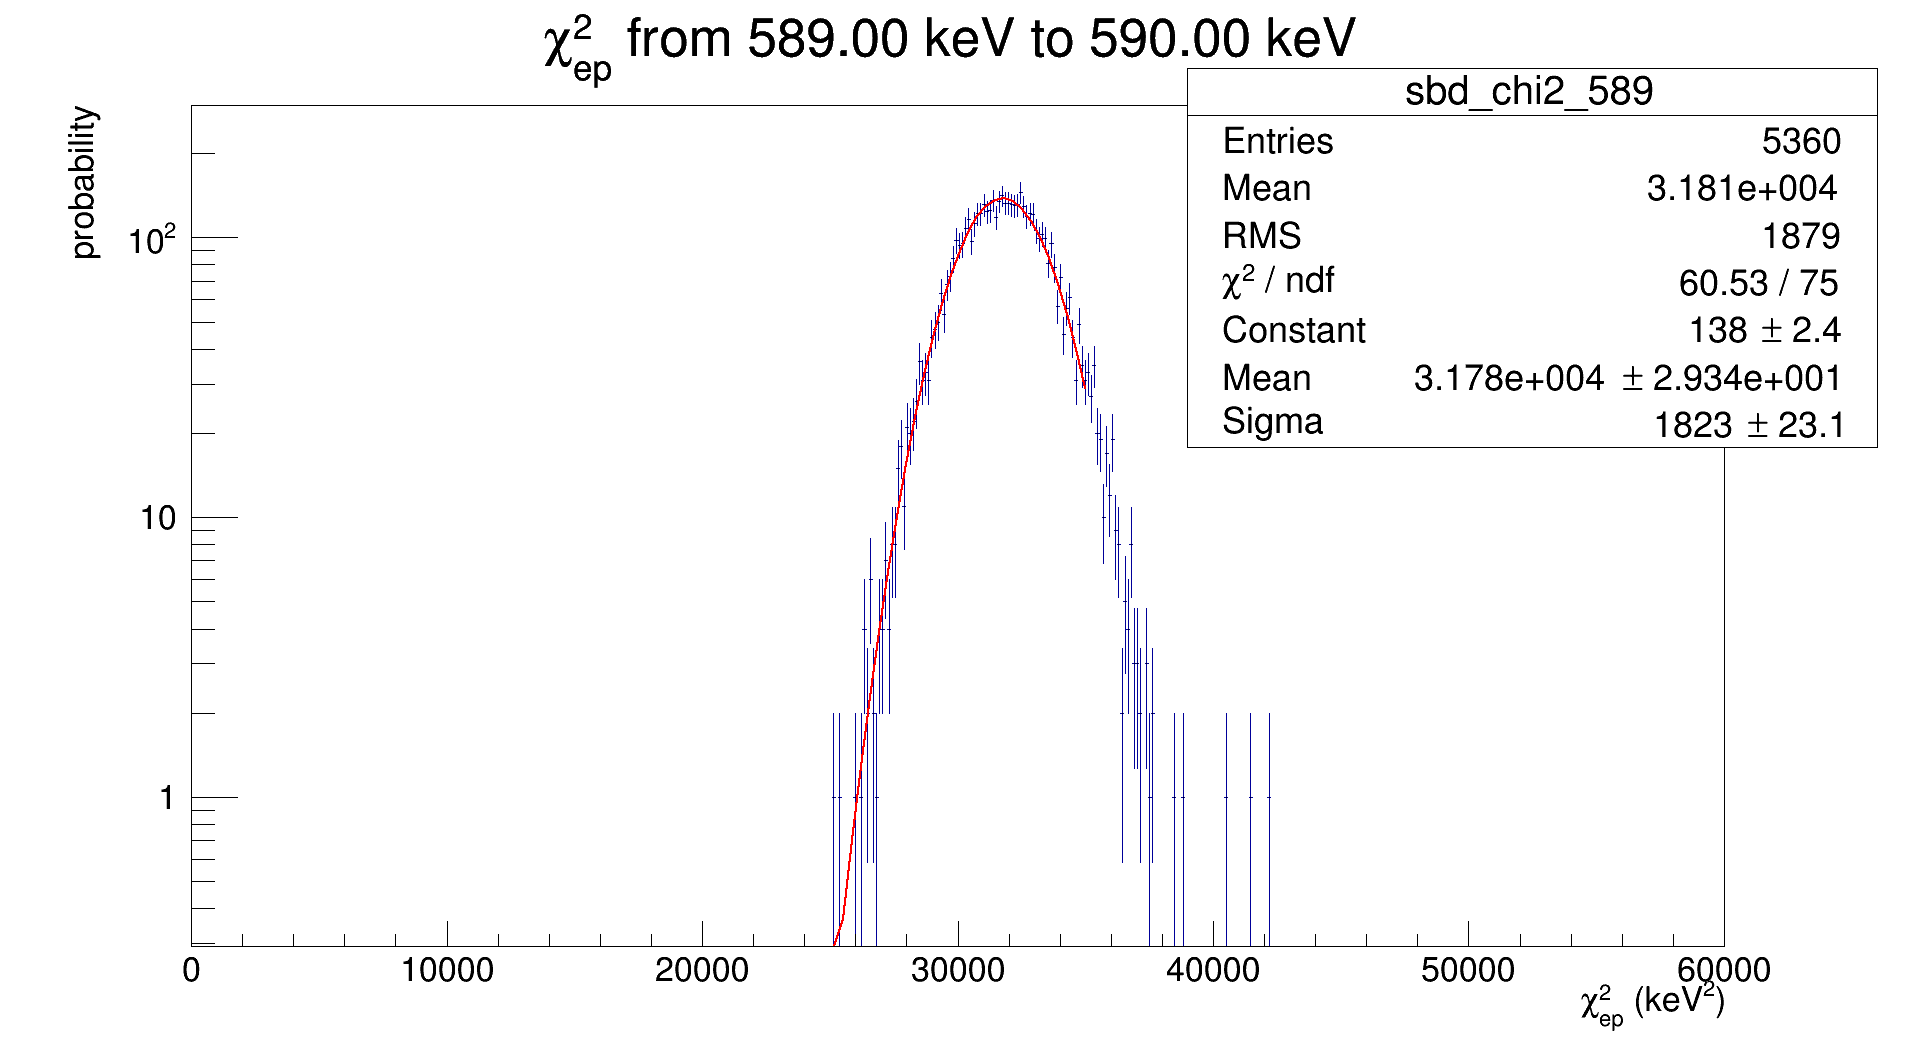 χ²ep from 589.00 keV to 590.00 keV
sbd_chi2_589
Entries 5360
Mean 3.181e+004
RMS 1879
χ² / ndf 60.53 / 75
Constant 138 ± 2.4
Mean 3.178e+004 ± 2.934e+001
Sigma 1823 ± 23.1
probability
10²
10
1
0 10000 20000 30000 40000 50000 60000
χ²ep (keV²)